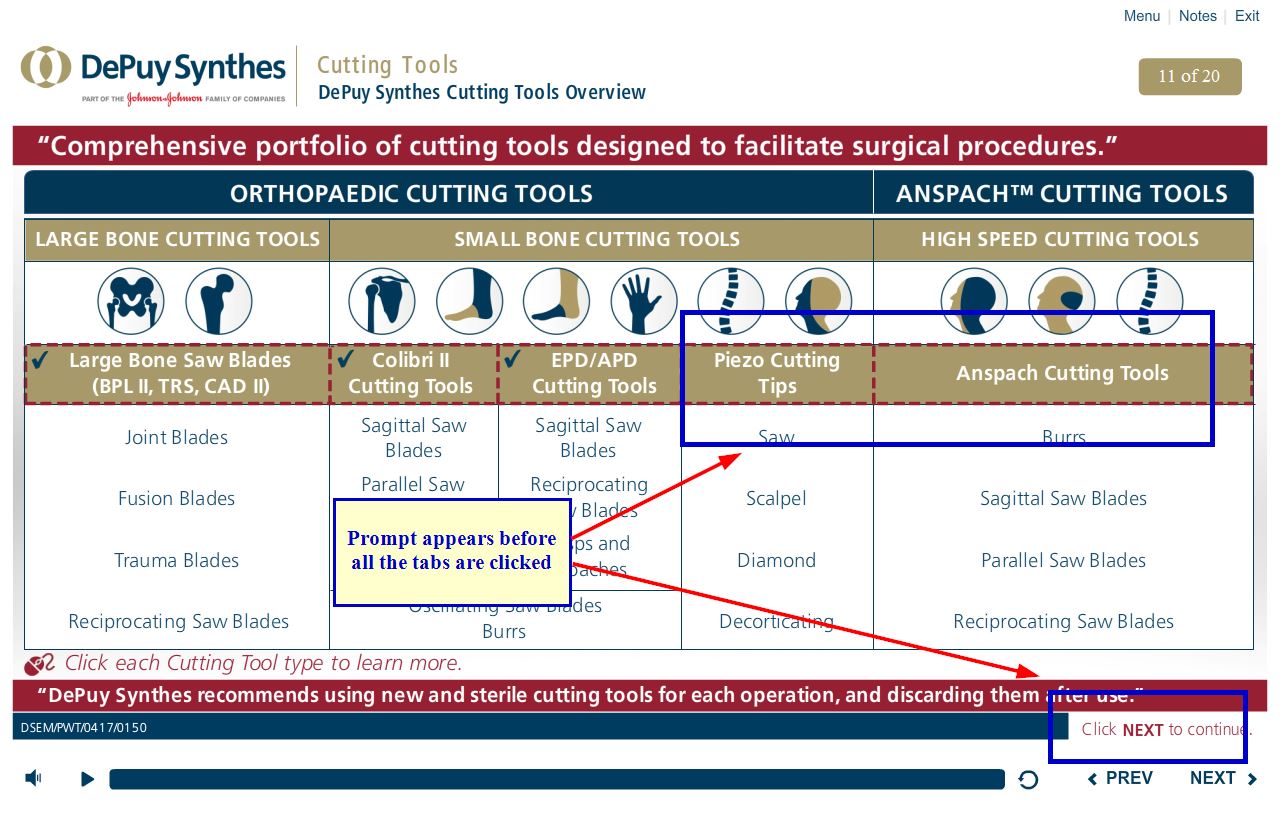 Menu | Notes | Exit
DePuy Synthes
PART OF THE Johnson & Johnson FAMILY OF COMPANIES
Cutting Tools
DePuy Synthes Cutting Tools Overview
11 of 20
“Comprehensive portfolio of cutting tools designed to facilitate surgical procedures.”
ORTHOPAEDIC CUTTING TOOLS
ANSPACH™ CUTTING TOOLS
LARGE BONE CUTTING TOOLS
SMALL BONE CUTTING TOOLS
HIGH SPEED CUTTING TOOLS
Large Bone Saw Blades
(BPL II, TRS, CAD II)
Colibri II
Cutting Tools
EPD/APD
Cutting Tools
Piezo Cutting
Tips
Anspach Cutting Tools
Joint Blades
Fusion Blades
Trauma Blades
Reciprocating Saw Blades
Sagittal Saw
Blades
Parallel Saw
Sagittal Saw
Blades
Reciprocating
Blades
and
Oscillating Saw Blades
Burrs
Saw
Scalpel
Diamond
Decorticating
Burrs
Sagittal Saw Blades
Parallel Saw Blades
Reciprocating Saw Blades
Prompt appears before
all the tabs are clicked
Click each Cutting Tool type to learn more.
“DePuy Synthes recommends using new and sterile cutting tools for each operation, and discarding them after use.”
DSEM/PWT/0417/0150
Click NEXT to continue.
PREV
NEXT